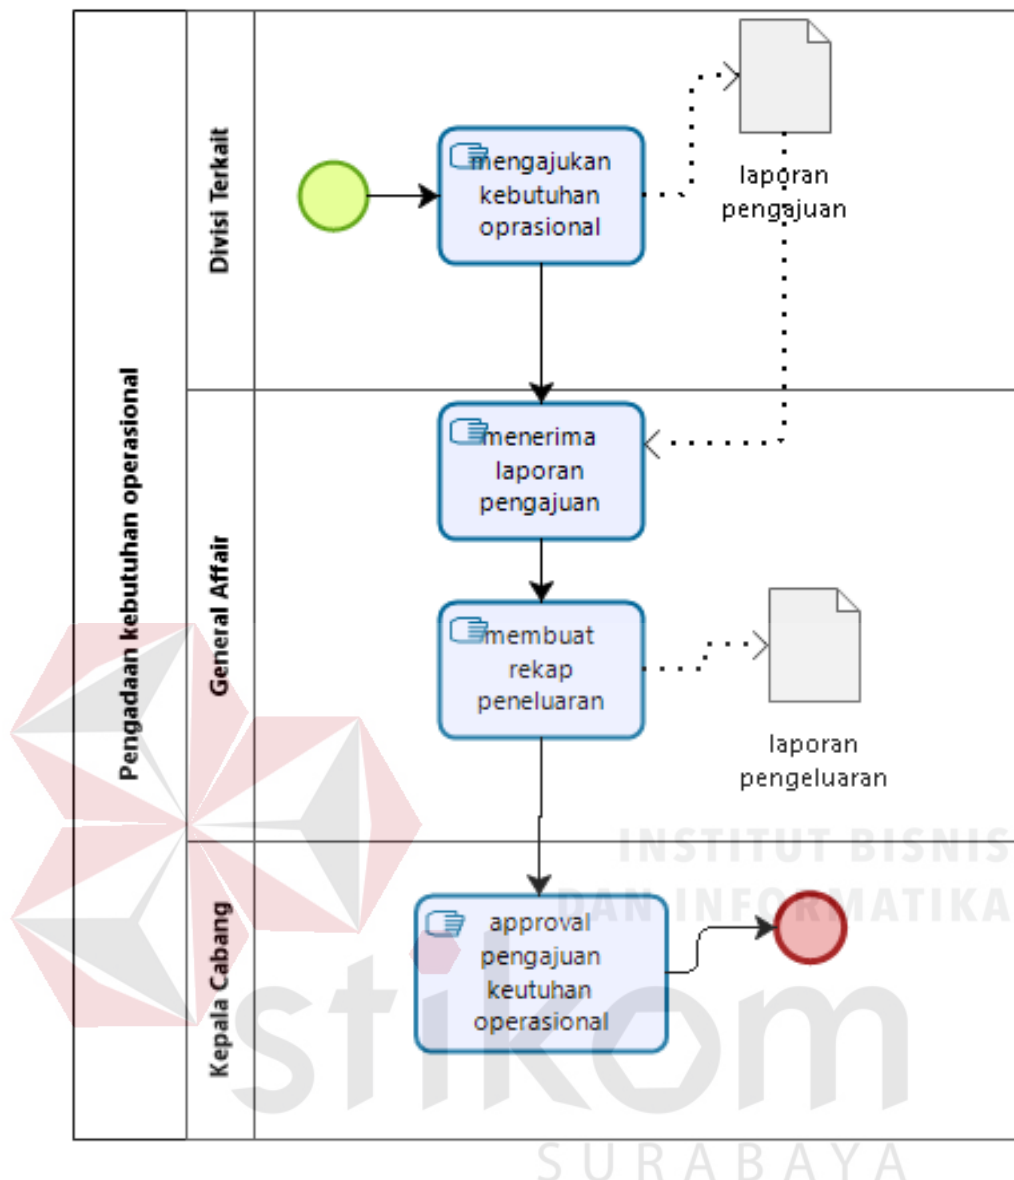 Pengadaan kebutuhan operasional
Divisi Terkait
mengajukan
kebutuhan
oprasional
laporan
pengajuan
General Affair
menerima
laporan
pengajuan
membuat
rekap
peneluaran
laporan
pengeluaran
Kepala Cabang
approval
pengajuan
keutuhan
operasional
INSTITUT BISNIS
DAN INFORMATIKA
stikom
SURABAYA